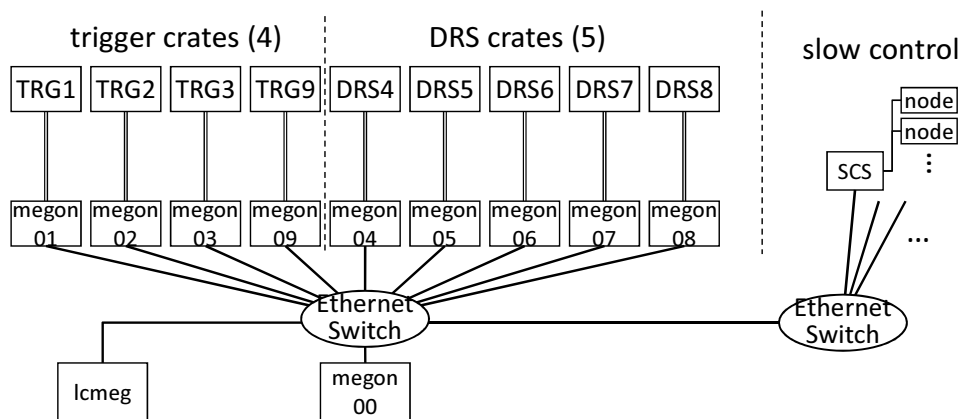 trigger crates (4)
DRS crates (5)
slow control
TRG1
TRG2
TRG3
TRG9
DRS4
DRS5
DRS6
DRS7
DRS8
node
node
⋮
SCS
megon
01
megon
02
megon
03
megon
09
megon
04
megon
05
megon
06
megon
07
megon
08
...
Ethernet
Switch
Ethernet
Switch
lcmeg
megon
00